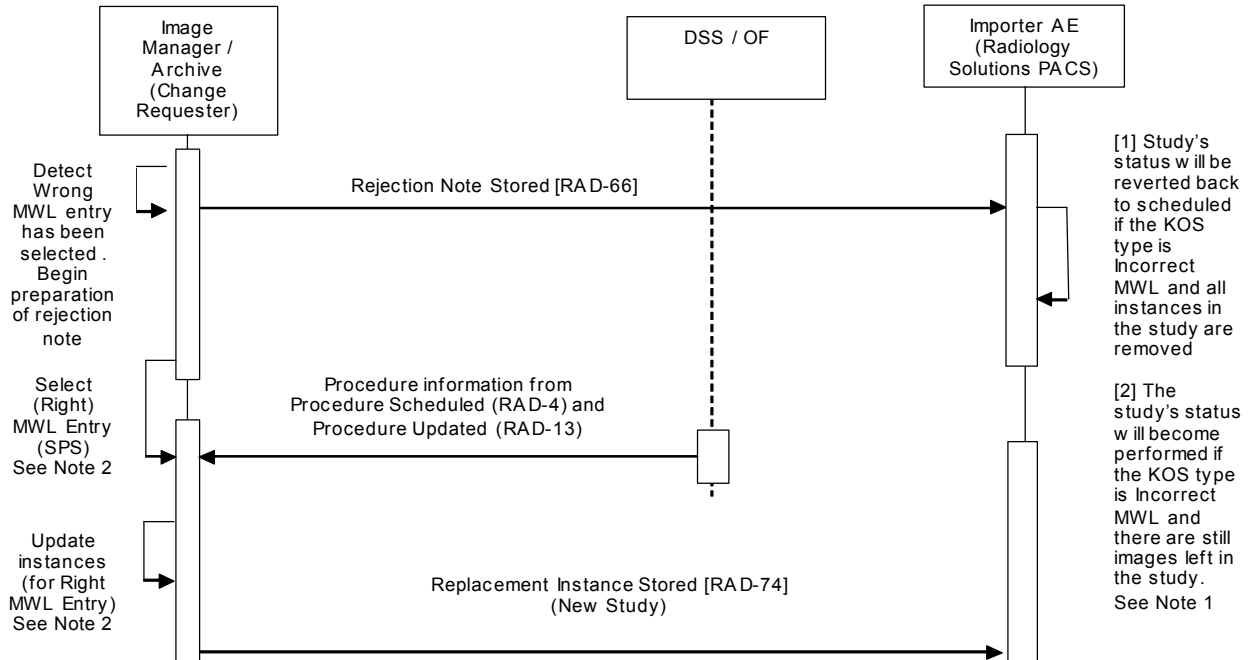 Image
Manager /
Archive
(Change
Requester)
DSS / OF
Importer AE
(Radiology
Solutions PACS)
Detect
Wrong
MWL entry
has been
selected .
Begin
preparation
of rejection
note
Rejection Note Stored [RAD-66]
[1] Study's
status will be
reverted back
to scheduled
if the KOS
type is
Incorrect
MWL and all
instances in
the study are
removed
Select
(Right)
MWL Entry
(SPS)
See Note 2
Procedure information from
Procedure Scheduled (RAD-4) and
Procedure Updated (RAD-13)
[2] The
study's status
will become
performed if
the KOS type
is Incorrect
MWL and
there are still
images left in
the study.
See Note 1
Update
instances
(for Right
MWL Entry)
See Note 2
Replacement Instance Stored [RAD-74]
(New Study)